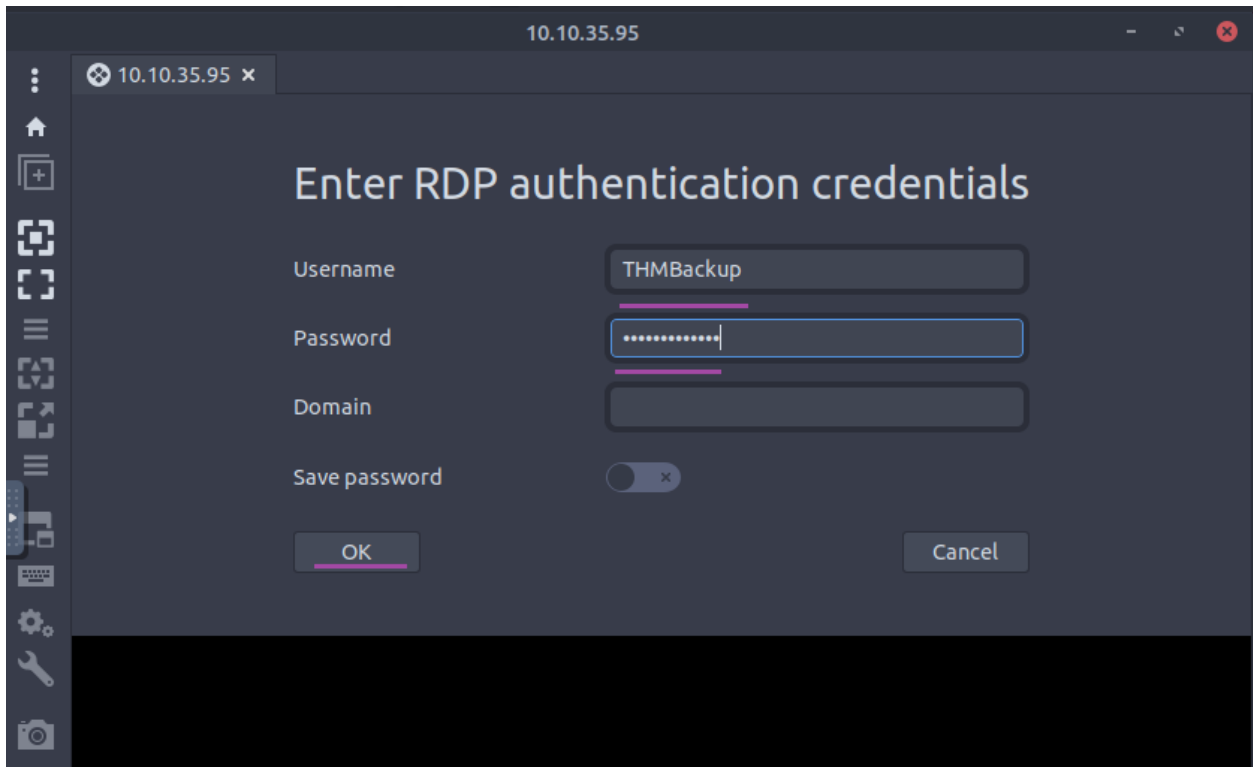 10.10.35.95
10.10.35.95
Enter RDP authentication credentials
Username THMBackup
Password •••••••••••••
Domain
Save password
OK Cancel